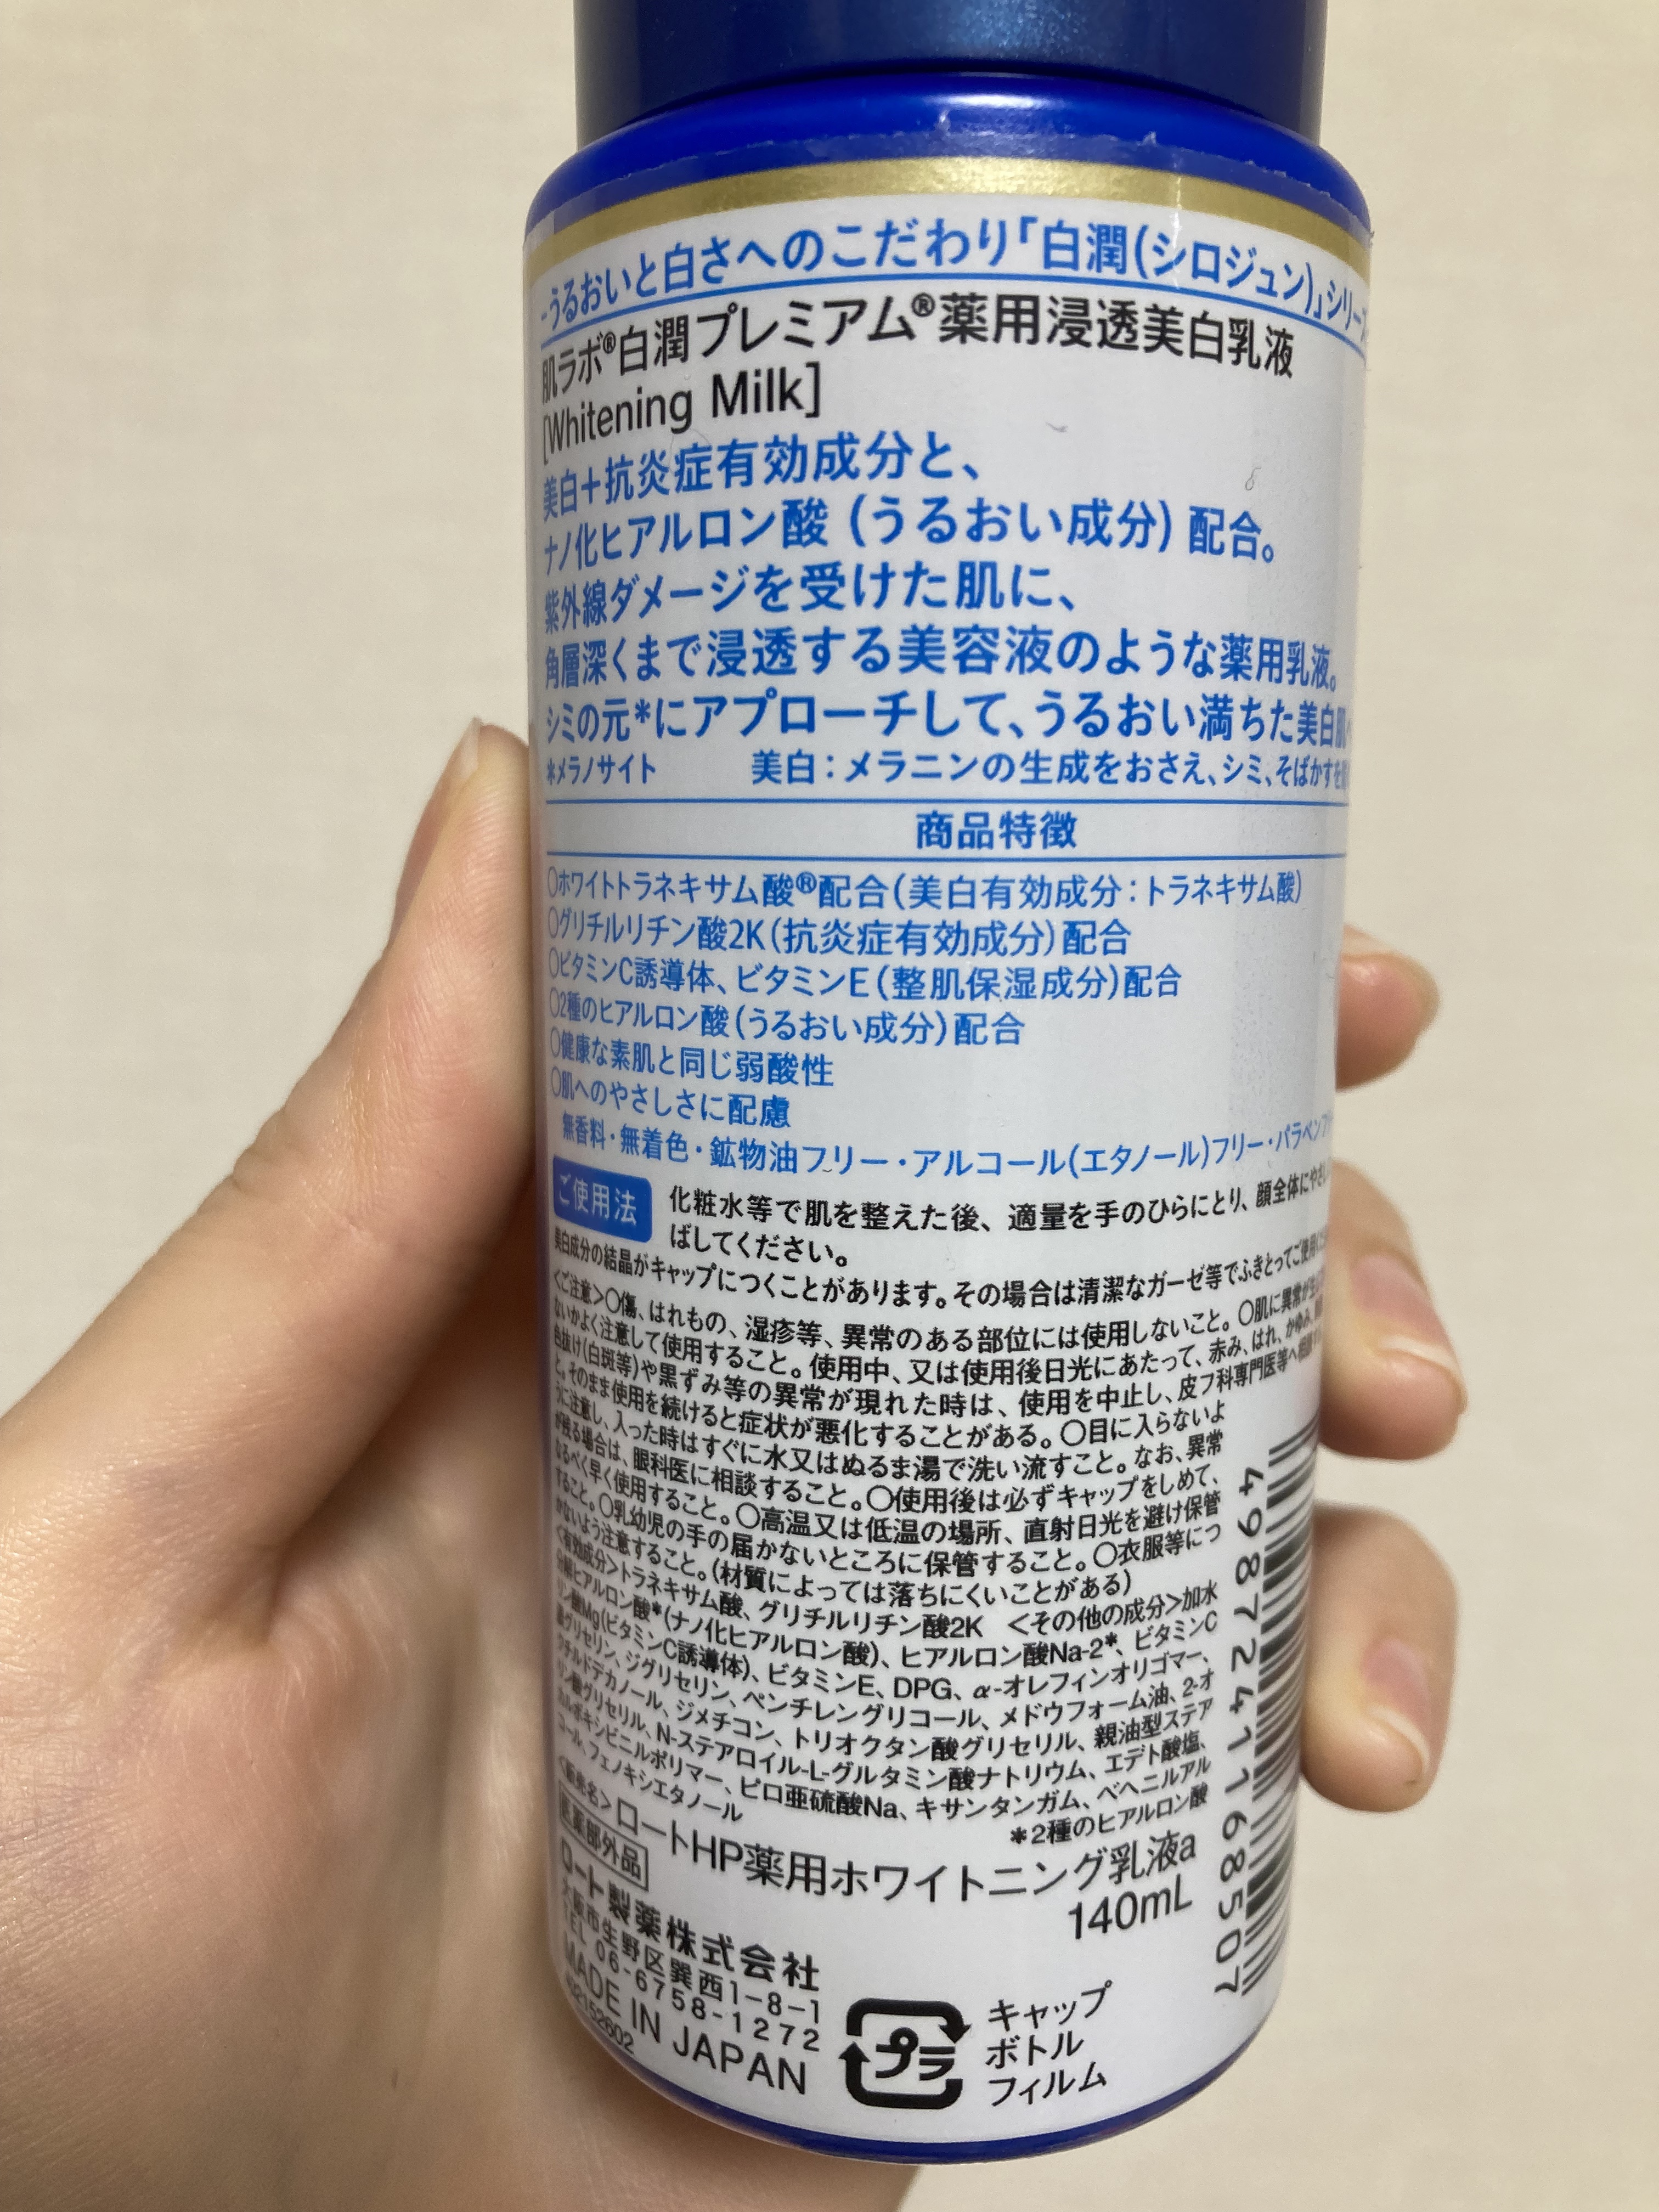 -うるおいと白さへのこだわり「白潤(シロジュン)」シリーズ
肌ラボ®白潤プレミアム®薬用浸透美白乳液
[Whitening Milk]
美白+抗炎症有効成分と、
ナノ化ヒアルロン酸 (うるおい成分) 配合。
紫外線ダメージを受けた肌に、
角層深くまで浸透する美容液のような薬用乳液。
シミの元*にアプローチして、うるおい満ちた美白肌
*メラノサイト 美白:メラニンの生成をおさえ、シミ、そばかすを
商品特徴
○ホワイトトラネキサム酸®配合(美白有効成分:トラネキサム酸)
○グリチルリチン酸2K(抗炎症有効成分)配合
○ビタミンC誘導体、ビタミンE(整肌保湿成分)配合
○2種のヒアルロン酸(うるおい成分)配合
○健康な素肌と同じ弱酸性
○肌へのやさしさに配慮
無香料・無着色・鉱物油フリー・アルコール(エタノール)フリー・パラベン
ご使用法 化粧水等で肌を整えた後、適量を手のひらにとり、顔全体にやさし
ばしてください。
美白成分の結晶がキャップにつくことがあります。その場合は清潔なガーゼ等でふきとってご使用
<ご注意>○傷、はれもの、湿疹等、異常のある部位には使用しないこと。○肌に異常が
ないかよく注意して使用すること。使用中、又は使用後日光にあたって、赤み、はれ、かゆみ、
色抜け(白斑等)や黒ずみ等の異常が現れた時は、使用を中止し、皮フ科専門医等へ
と。そのまま使用を続けると症状が悪化することがある。○目に入らないよ
うに注意し、入った時はすぐに水又はぬるま湯で洗い流すこと。なお、異常
が残る場合は、眼科医に相談すること。○使用後は必ずキャップをしめて、
なるべく早く使用すること。○高温又は低温の場所、直射日光を避け保管
すること。○乳幼児の手の届かないところに保管すること。○衣服等につ
かないよう注意すること。(材質によっては落ちにくいことがある)
<有効成分>トラネキサム酸、グリチルリチン酸2K <その他の成分>加水
分解ヒアルロン酸*(ナノ化ヒアルロン酸)、ヒアルロン酸Na-2*、ビタミンC
リン酸Mg(ビタミンC誘導体)、ビタミンE、DPG、α-オレフィンオリゴマー、
濃グリセリン、ジグリセリン、ペンチレングリコール、メドウフォーム油、2-オ
クチルドデカノール、ジメチコン、トリオクタン酸グリセリル、親油型ステア
リン酸グリセリル、N-ステアロイル-L-グルタミン酸ナトリウム、エデト酸塩、
カルボキシビニルポリマー、ピロ亜硫酸Na、キサンタンガム、ベヘニルアル
コール、フェノキシエタノール
*2種のヒアルロン酸
<販売名>ロートHP薬用ホワイトニング乳液a
医薬部外品 140mL
ロート製薬株式会社
大阪市生野区巽西1-8-1
TEL 06-6758-1272
MADE IN JAPAN
プラ
キャップ
ボトル
フィルム
4987241168507